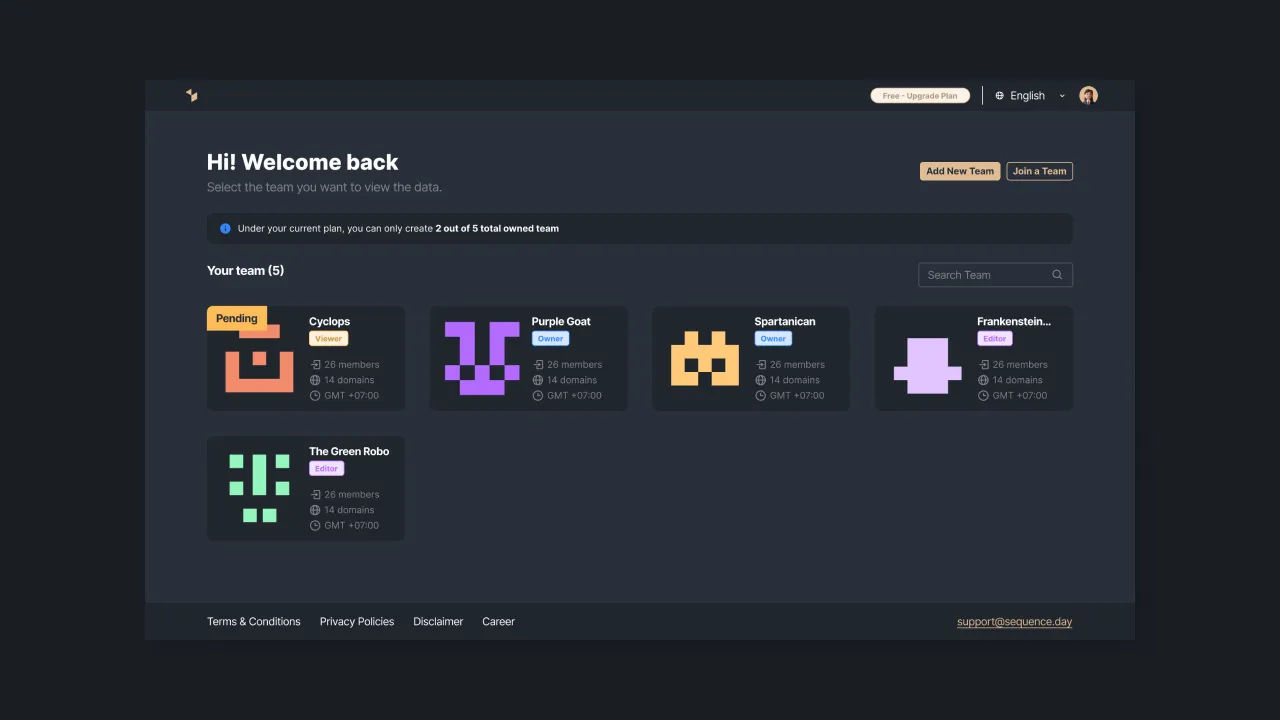 Free - Upgrade Plan
English
Hi! Welcome back
Select the team you want to view the data.
Add New Team
Join a Team
Under your current plan, you can only create 2 out of 5 total owned team
Your team (5)
Search Team
Pending
Cyclops
Viewer
26 members
14 domains
GMT +07:00
Purple Goat
Owner
26 members
14 domains
GMT +07:00
Spartanican
Owner
26 members
14 domains
GMT +07:00
Frankenstein...
Editor
26 members
14 domains
GMT +07:00
The Green Robo
Editor
26 members
14 domains
GMT +07:00
Terms & Conditions
Privacy Policies
Disclaimer
Career
support@sequence.day